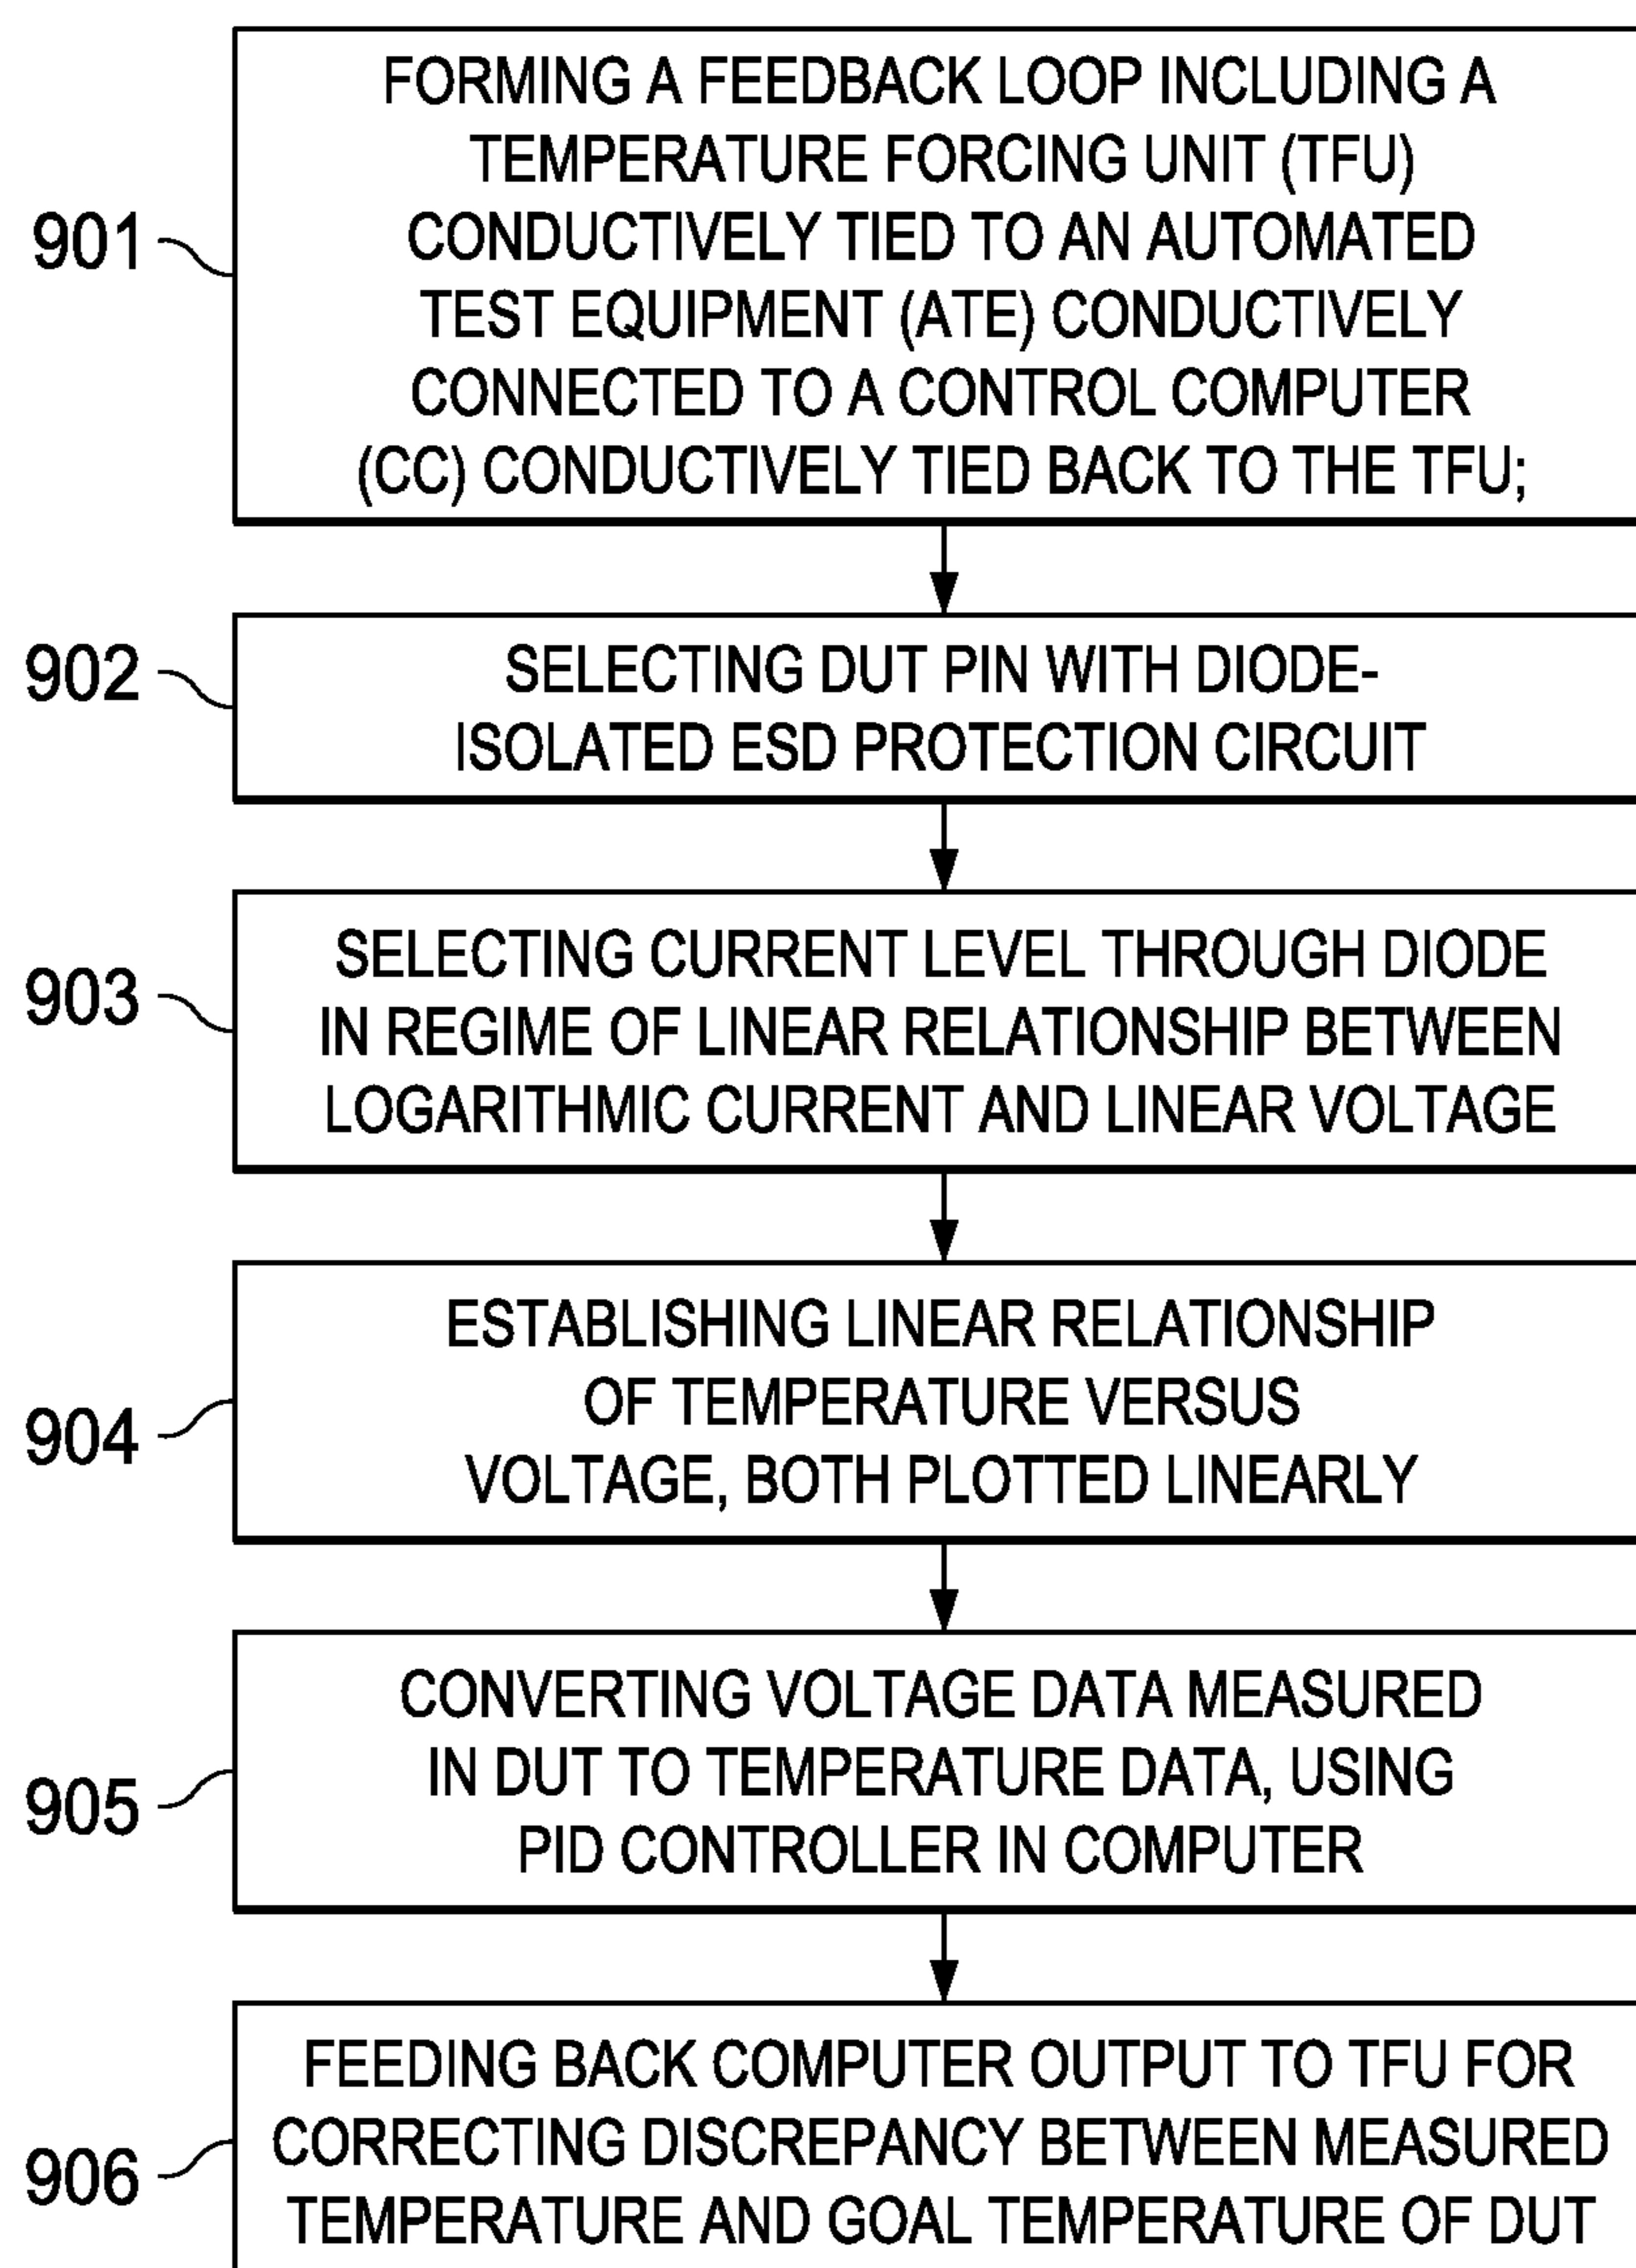 901
FORMING A FEEDBACK LOOP INCLUDING A
TEMPERATURE FORCING UNIT (TFU)
CONDUCTIVELY TIED TO AN AUTOMATED
TEST EQUIPMENT (ATE) CONDUCTIVELY
CONNECTED TO A CONTROL COMPUTER
(CC) CONDUCTIVELY TIED BACK TO THE TFU;
902
SELECTING DUT PIN WITH DIODE-
ISOLATED ESD PROTECTION CIRCUIT
903
SELECTING CURRENT LEVEL THROUGH DIODE
IN REGIME OF LINEAR RELATIONSHIP BETWEEN
LOGARITHMIC CURRENT AND LINEAR VOLTAGE
904
ESTABLISHING LINEAR RELATIONSHIP
OF TEMPERATURE VERSUS
VOLTAGE, BOTH PLOTTED LINEARLY
905
CONVERTING VOLTAGE DATA MEASURED
IN DUT TO TEMPERATURE DATA, USING
PID CONTROLLER IN COMPUTER
906
FEEDING BACK COMPUTER OUTPUT TO TFU FOR
CORRECTING DISCREPANCY BETWEEN MEASURED
TEMPERATURE AND GOAL TEMPERATURE OF DUT